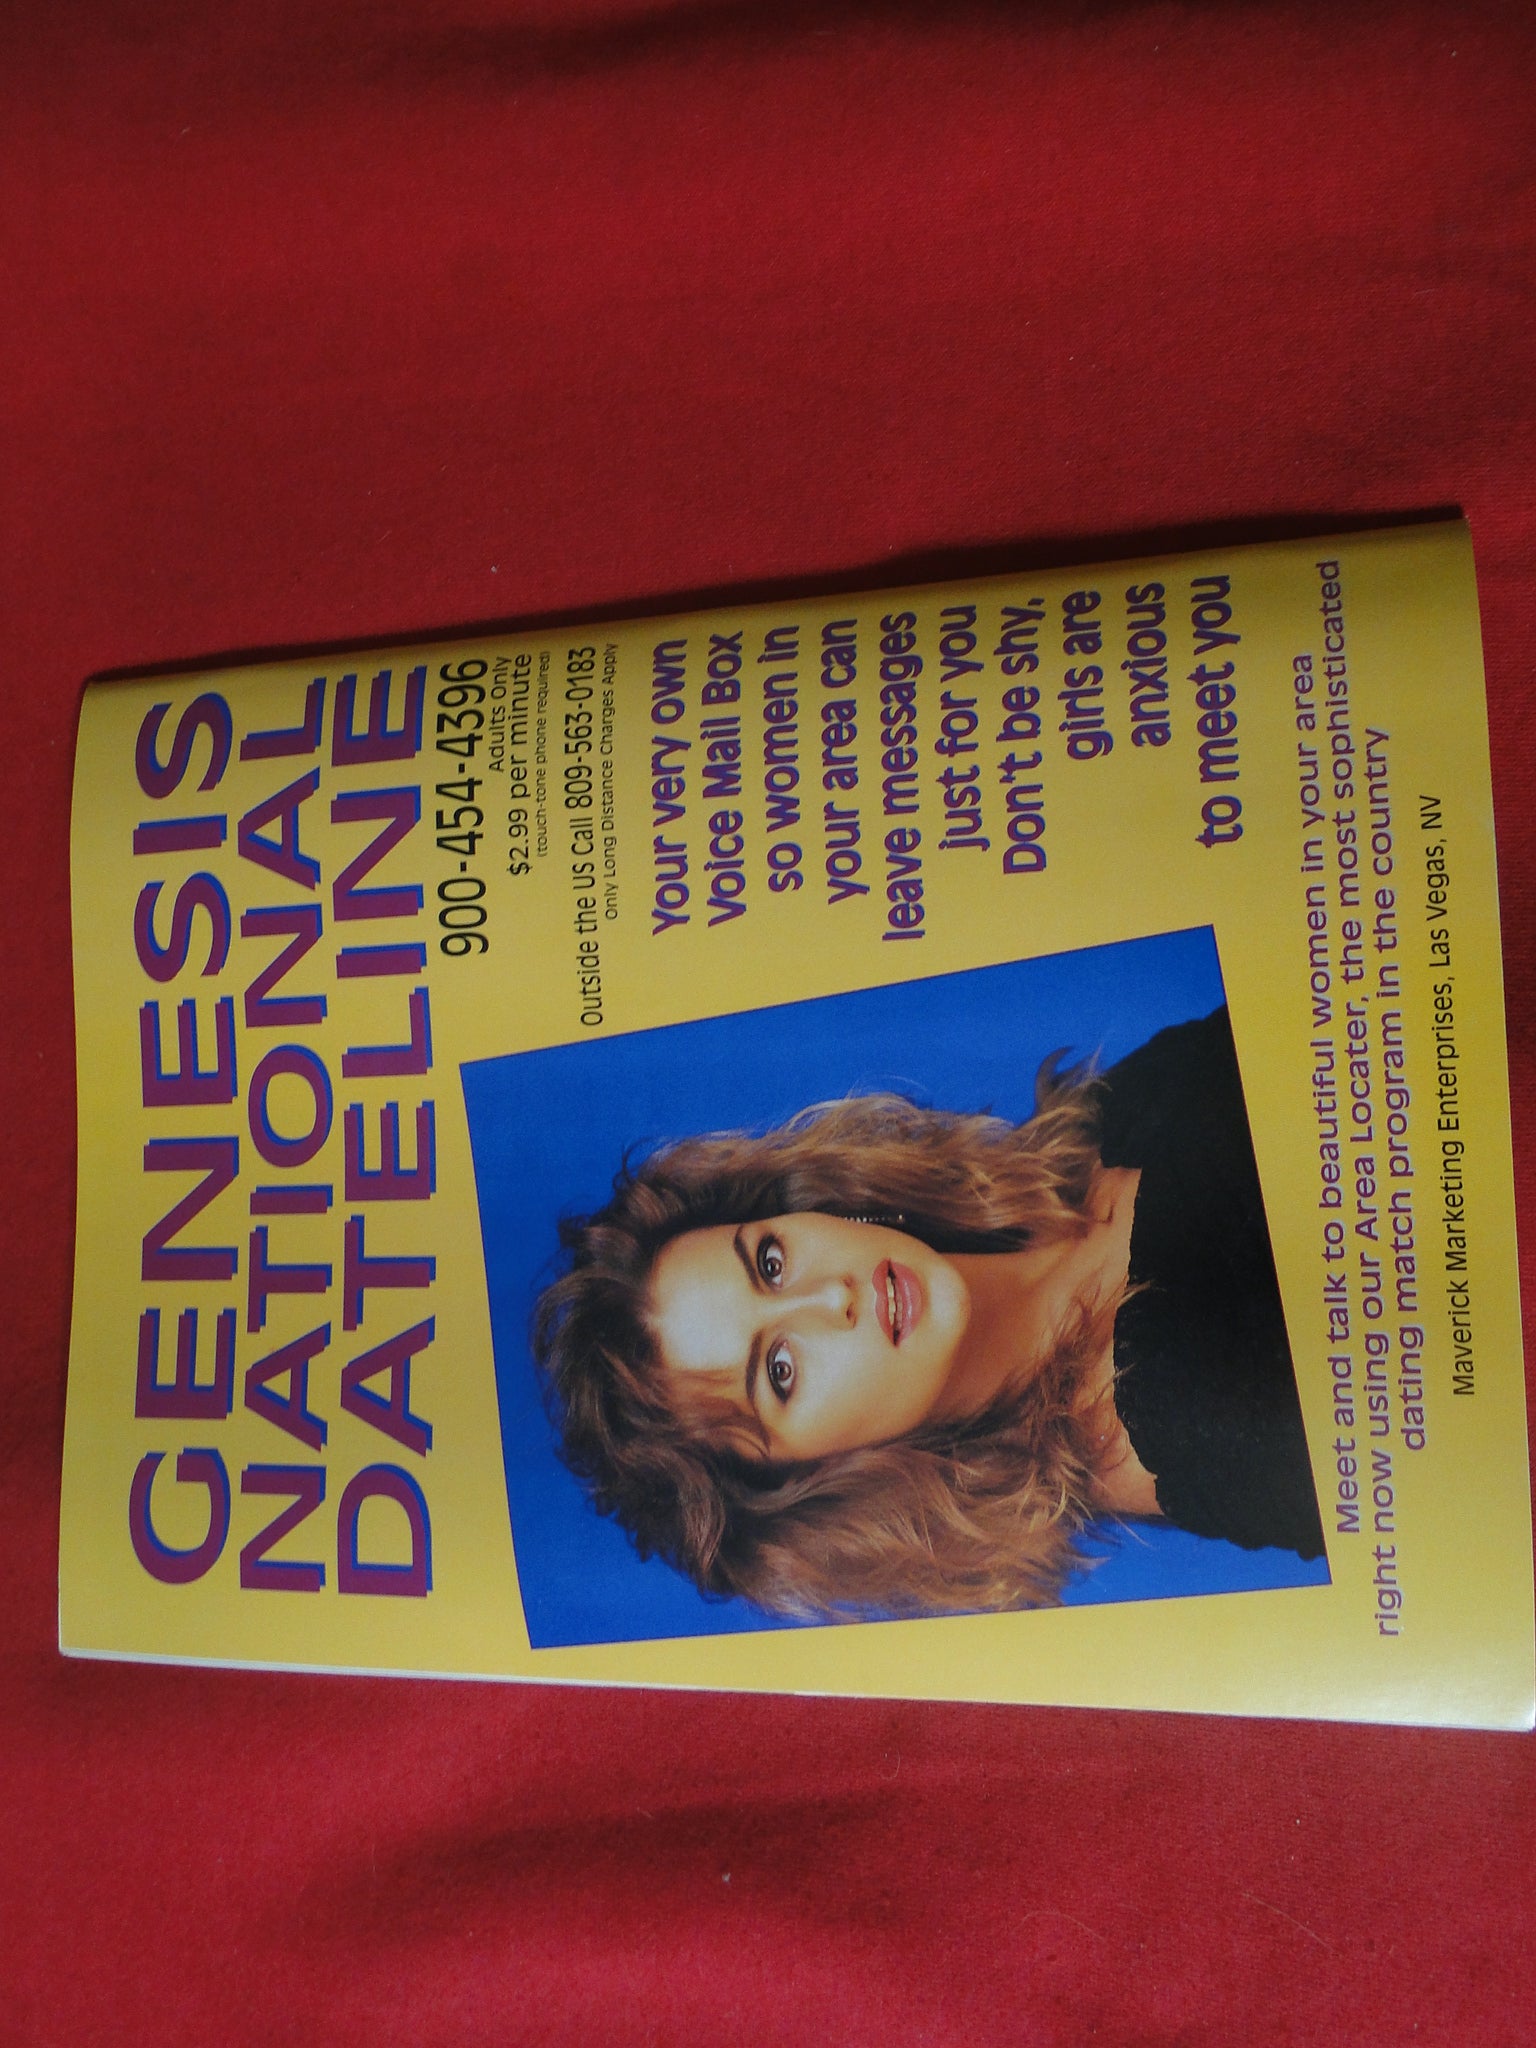 GENESIS
NATIONAL
DATELINE
900-454-4396
Adults Only
$2.99 per minute
(touch-tone phone required)
Outside the US Call 809-563-0183
Only Long Distance Charges Apply
Your very own
Voice Mail Box
so women in
your area can
leave messages
just for you
Don't be shy,
girls are
anxious
to meet you
Meet and talk to beautiful women in your area
right now using our Area Locater, the most sophisticated
dating match program in the country
Maverick Marketing Enterprises, Las Vegas, NV